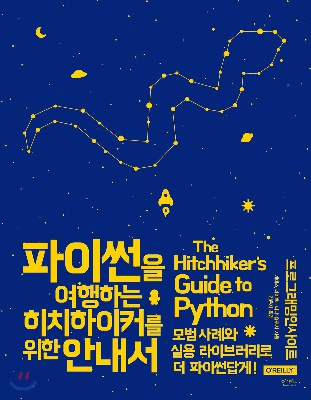 파이썬을
여행하는
히치하이커를
위한 안내서
The
Hitchhiker's
Guide to
Python
모범 사례와
실용 라이브러리로
더 파이썬답게!
프로그래밍인사이트
O'REILLY